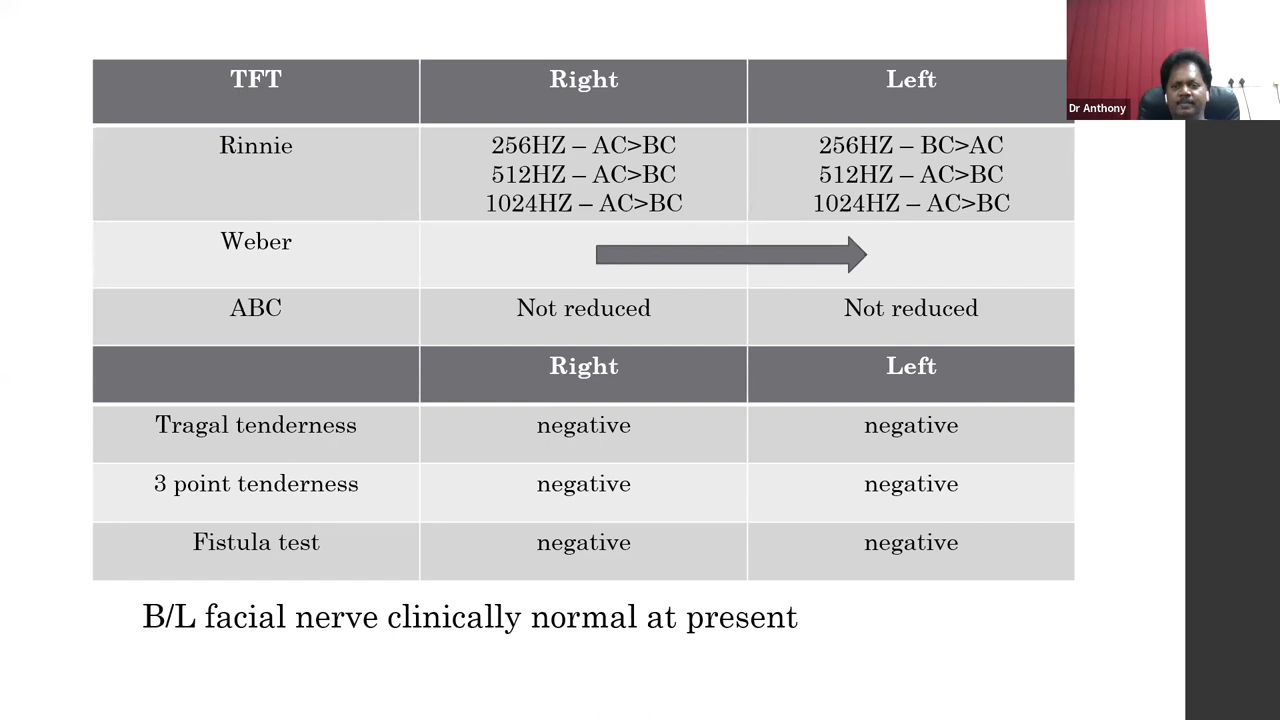 TFT Right Left
Rinnie 256HZ – AC>BC 256HZ – BC>AC
512HZ – AC>BC 512HZ – AC>BC
1024HZ – AC>BC 1024HZ – AC>BC
Weber
ABC Not reduced Not reduced
Right Left
Tragal tenderness negative negative
3 point tenderness negative negative
Fistula test negative negative
B/L facial nerve clinically normal at present
Dr Anthony